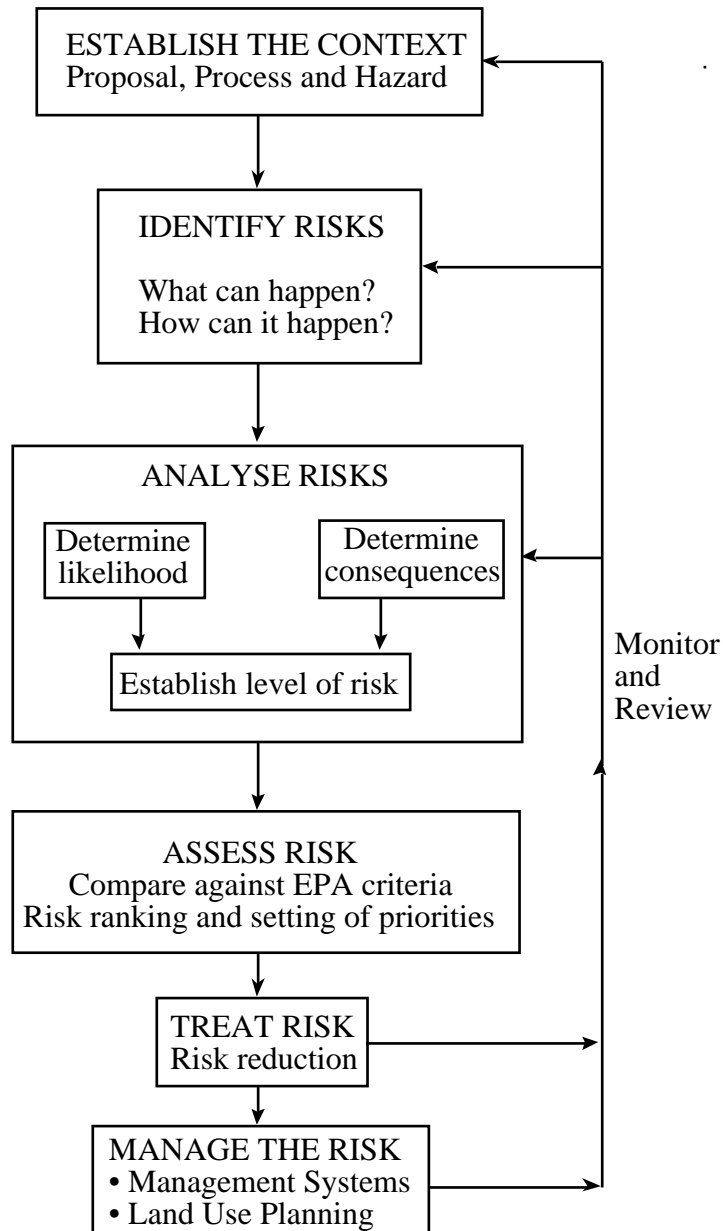 ESTABLISH THE CONTEXT
Proposal, Process and Hazard
IDENTIFY RISKS
What can happen?
How can it happen?
ANALYSE RISKS
Determine
likelihood
Determine
consequences
Establish level of risk
Monitor
and
Review
ASSESS RISK
Compare against EPA criteria
Risk ranking and setting of priorities
TREAT RISK
Risk reduction
MANAGE THE RISK
• Management Systems
• Land Use Planning